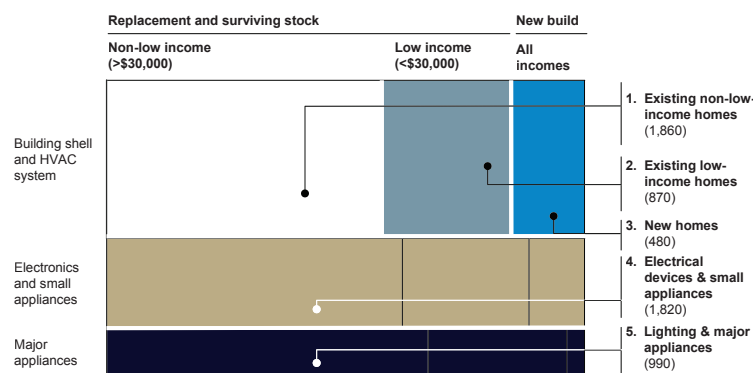 Replacement and surviving stock
New build
Non-low income
(>$30,000)
Low income
(<$30,000)
All
incomes
Building shell
and HVAC
system
Electronics
and small
appliances
Major
appliances
1. Existing non-low-
income homes
(1,860)
2. Existing low-
income homes
(870)
3. New homes
(480)
4. Electrical
devices & small
appliances
(1,820)
5. Lighting & major
appliances
(990)